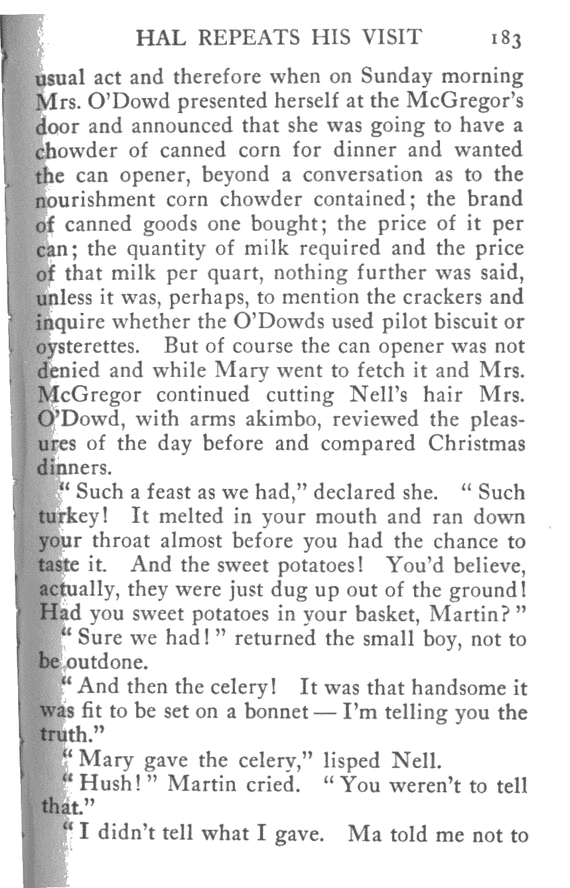 HAL REPEATS HIS VISIT 183
usual act and therefore when on Sunday morning
Mrs. O'Dowd presented herself at the McGregor's
door and announced that she was going to have a
chowder of canned corn for dinner and wanted
the can opener, beyond a conversation as to the
nourishment corn chowder contained; the brand
of canned goods one bought; the price of it per
can; the quantity of milk required and the price
of that milk per quart, nothing further was said,
unless it was, perhaps, to mention the crackers and
inquire whether the O'Dowds used pilot biscuit or
oysterettes. But of course the can opener was not
denied and while Mary went to fetch it and Mrs.
McGregor continued cutting Nell's hair Mrs.
O'Dowd, with arms akimbo, reviewed the pleas-
ures of the day before and compared Christmas
dinners.
“ Such a feast as we had,” declared she. “ Such
turkey! It melted in your mouth and ran down
your throat almost before you had the chance to
taste it. And the sweet potatoes! You'd believe,
actually, they were just dug up out of the ground!
Had you sweet potatoes in your basket, Martin? ”
“ Sure we had! ” returned the small boy, not to
be outdone.
“ And then the celery! It was that handsome it
was fit to be set on a bonnet — I'm telling you the
truth.”
“ Mary gave the celery,” lisped Nell.
“ Hush! ” Martin cried. “ You weren't to tell
that.”
“ I didn't tell what I gave. Ma told me not to